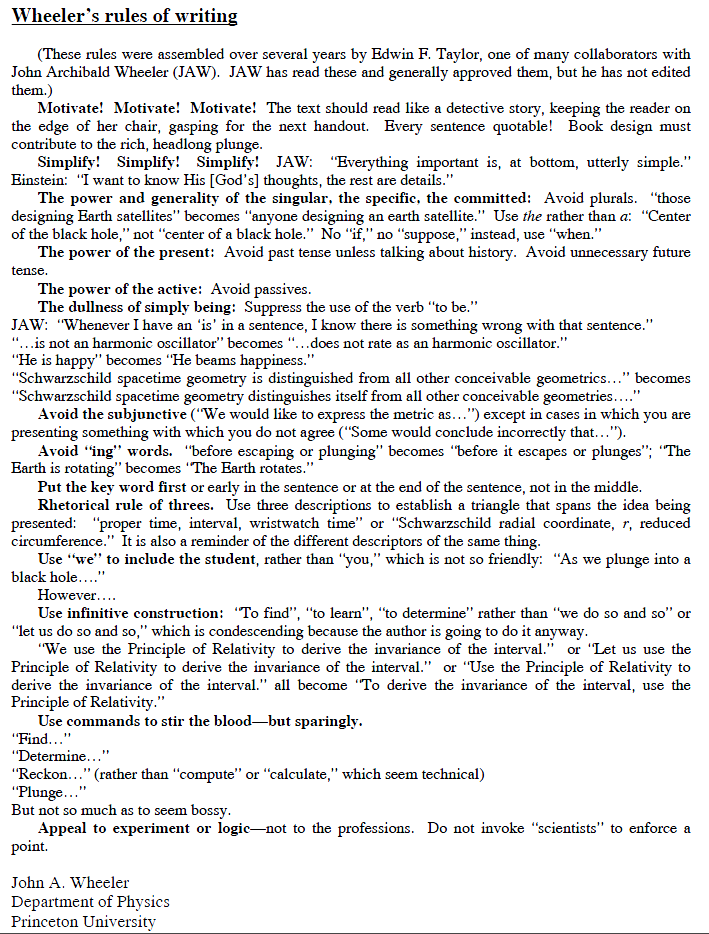 Wheeler’s rules of writing
(These rules were assembled over several years by Edwin F. Taylor, one of many collaborators with
John Archibald Wheeler (JAW).  JAW has read these and generally approved them, but he has not edited
them.)
Motivate!  Motivate!  Motivate!  The text should read like a detective story, keeping the reader on
the edge of her chair, gasping for the next handout.  Every sentence quotable!  Book design must
contribute to the rich, headlong plunge.
Simplify!  Simplify!  Simplify!  JAW:  “Everything important is, at bottom, utterly simple.”
Einstein:  “I want to know His [God’s] thoughts, the rest are details.”
The power and generality of the singular, the specific, the committed:  Avoid plurals.  “those
designing Earth satellites” becomes “anyone designing an earth satellite.”  Use the rather than a:  “Center
of the black hole,” not “center of a black hole.”  No “if,” no “suppose,” instead, use “when.”
The power of the present:  Avoid past tense unless talking about history.  Avoid unnecessary future
tense.
The power of the active:  Avoid passives.
The dullness of simply being:  Suppress the use of the verb “to be.”
JAW:  “Whenever I have an ‘is’ in a sentence, I know there is something wrong with that sentence.”
“…is not an harmonic oscillator” becomes “…does not rate as an harmonic oscillator.”
“He is happy” becomes “He beams happiness.”
“Schwarzschild spacetime geometry is distinguished from all other conceivable geometrics…” becomes
“Schwarzschild spacetime geometry distinguishes itself from all other conceivable geometries….”
Avoid the subjunctive (“We would like to express the metric as…”) except in cases in which you are
presenting something with which you do not agree (“Some would conclude incorrectly that…”).
Avoid “ing” words.  “before escaping or plunging” becomes “before it escapes or plunges”; “The
Earth is rotating” becomes “The Earth rotates.”
Put the key word first or early in the sentence or at the end of the sentence, not in the middle.
Rhetorical rule of threes.  Use three descriptions to establish a triangle that spans the idea being
presented:  “proper time, interval, wristwatch time” or “Schwarzschild radial coordinate, r, reduced
circumference.”  It is also a reminder of the different descriptors of the same thing.
Use “we” to include the student, rather than “you,” which is not so friendly:  “As we plunge into a
black hole….”
However….
Use infinitive construction:  “To find”, “to learn”, “to determine” rather than “we do so and so” or
“let us do so and so,” which is condescending because the author is going to do it anyway.
“We use the Principle of Relativity to derive the invariance of the interval.”  or “Let us use the
Principle of Relativity to derive the invariance of the interval.”  or “Use the Principle of Relativity to
derive the invariance of the interval.” all become “To derive the invariance of the interval, use the
Principle of Relativity.”
Use commands to stir the blood—but sparingly.
“Find…”
“Determine…”
“Reckon…” (rather than “compute” or “calculate,” which seem technical)
“Plunge…”
But not so much as to seem bossy.
Appeal to experiment or logic—not to the professions.  Do not invoke “scientists” to enforce a
point.
John A. Wheeler
Department of Physics
Princeton University